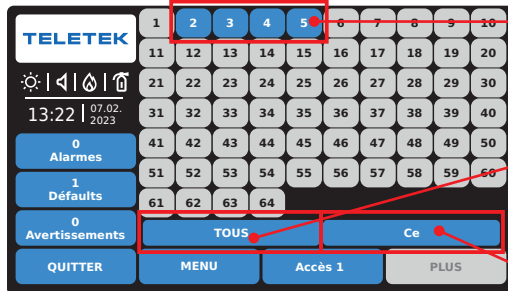 TELETEK
13:22
07.02.
2023
0
Alarmes
1
Défauts
0
Avertissements
QUITTER
1 2 3 4 5 6 7 8 9 10
11 12 13 14 15 16 17 18 19 20
21 22 23 24 25 26 27 28 29 30
31 32 33 34 35 36 37 38 39 40
41 42 43 44 45 46 47 48 49 50
51 52 53 54 55 56 57 58 59 60
61 62 63 64
TOUS Ce
MENU Accès 1 PLUS